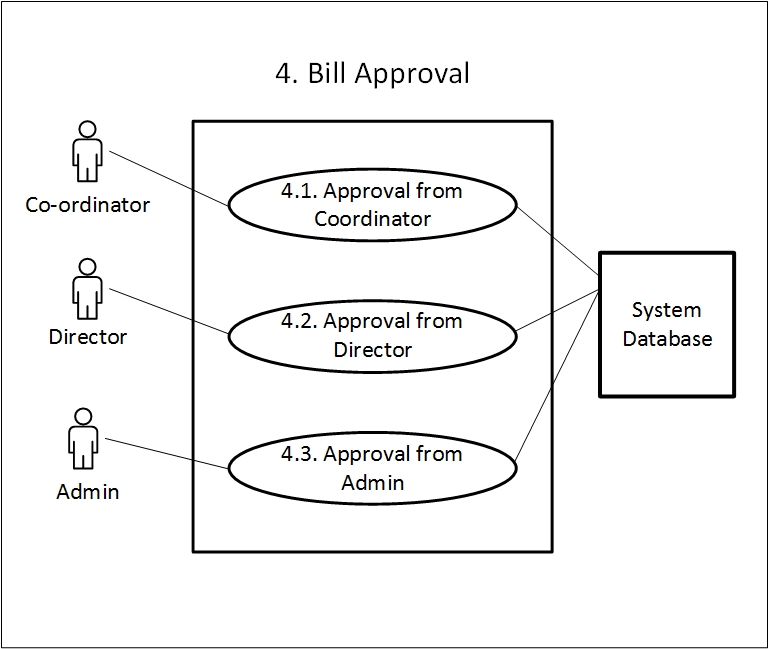 4. Bill Approval
Co-ordinator
4.1. Approval from
Coordinator
Director
4.2. Approval from
Director
Admin
4.3. Approval from
Admin
System
Database